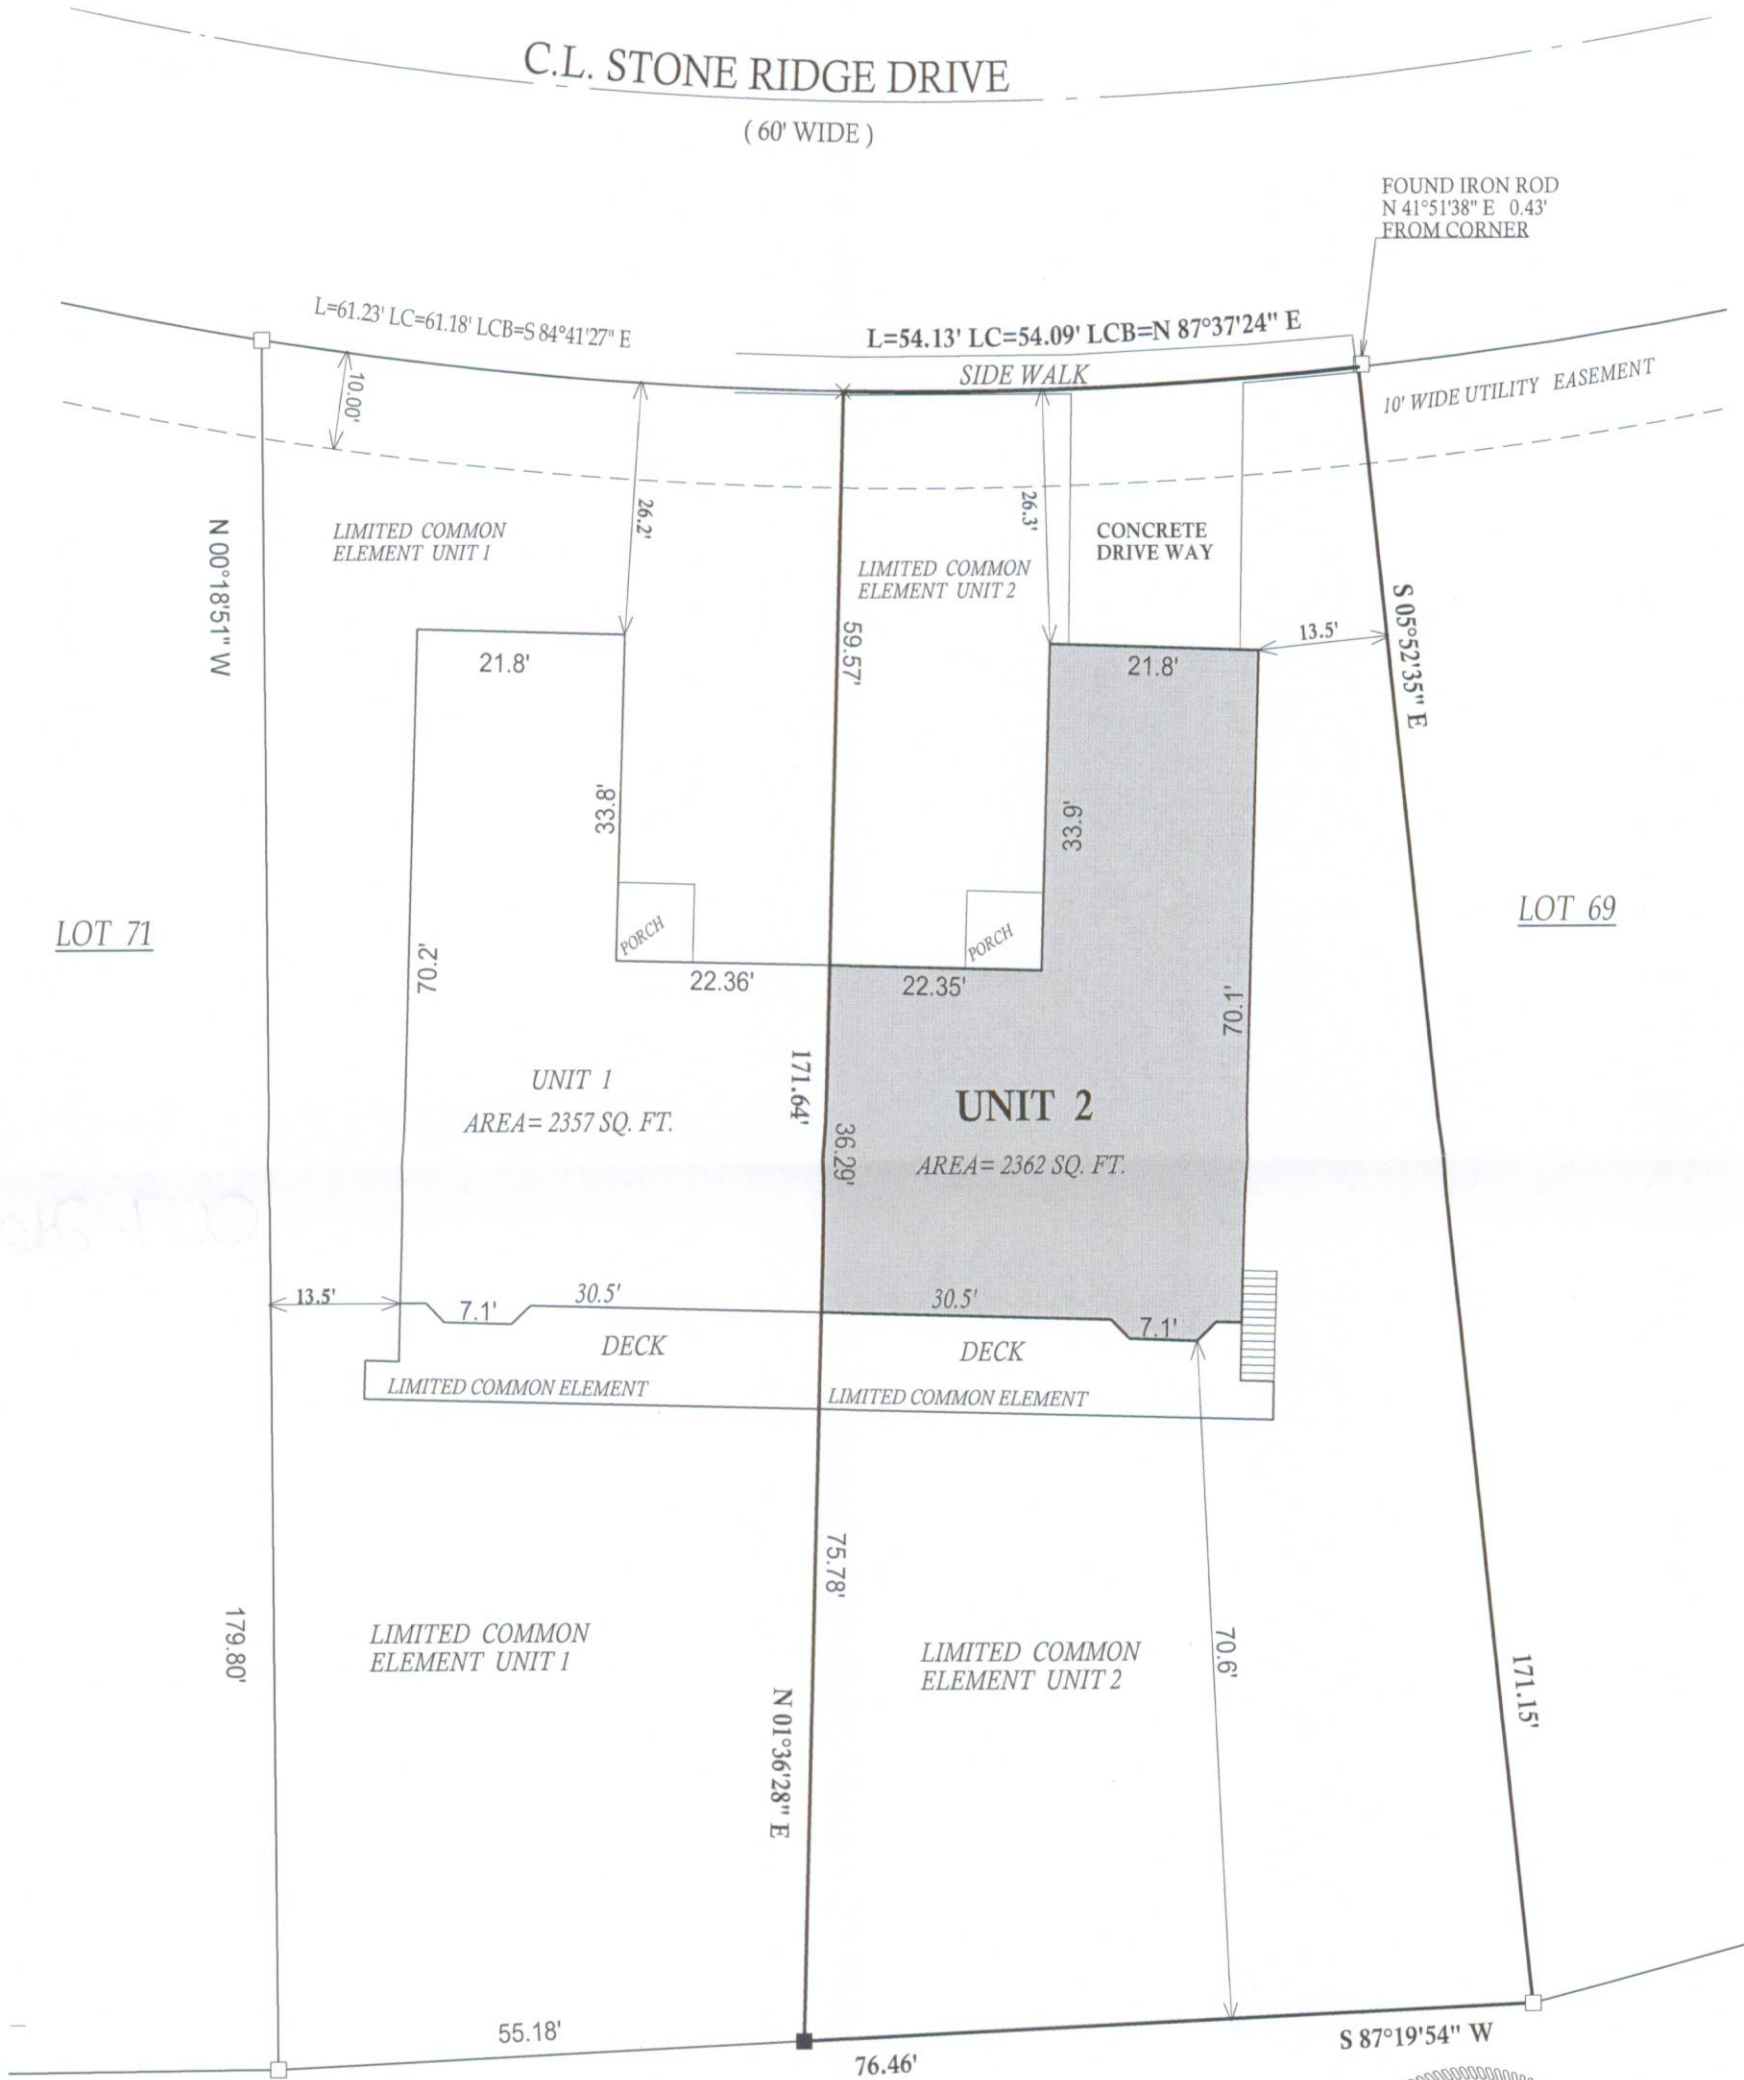 C.L. STONE RIDGE DRIVE
( 60' WIDE )
FOUND IRON ROD
N 41°51'38" E 0.43'
FROM CORNER
L=61.23' LC=61.18' LCB=S 84°41'27" E
L=54.13' LC=54.09' LCB=N 87°37'24" E
SIDE WALK
10' WIDE UTILITY EASEMENT
10.00'
26.2'
26.3'
N 00°18'51" W
LIMITED COMMON
ELEMENT UNIT 1
LIMITED COMMON
ELEMENT UNIT 2
CONCRETE
DRIVE WAY
S 05°52'35" E
13.5'
21.8'
59.57'
21.8'
33.8'
33.9'
LOT 71
LOT 69
PORCH
PORCH
70.2'
22.36'
22.35'
70.1'
171.64'
UNIT 1
AREA= 2357 SQ. FT.
UNIT 2
AREA= 2362 SQ. FT.
36.29'
13.5'
7.1'
30.5'
30.5'
7.1'
DECK
DECK
LIMITED COMMON ELEMENT
LIMITED COMMON ELEMENT
75.78'
179.80'
LIMITED COMMON
ELEMENT UNIT 1
LIMITED COMMON
ELEMENT UNIT 2
70.6'
171.15'
N 01°36'28" E
55.18'
76.46'
S 87°19'54" W